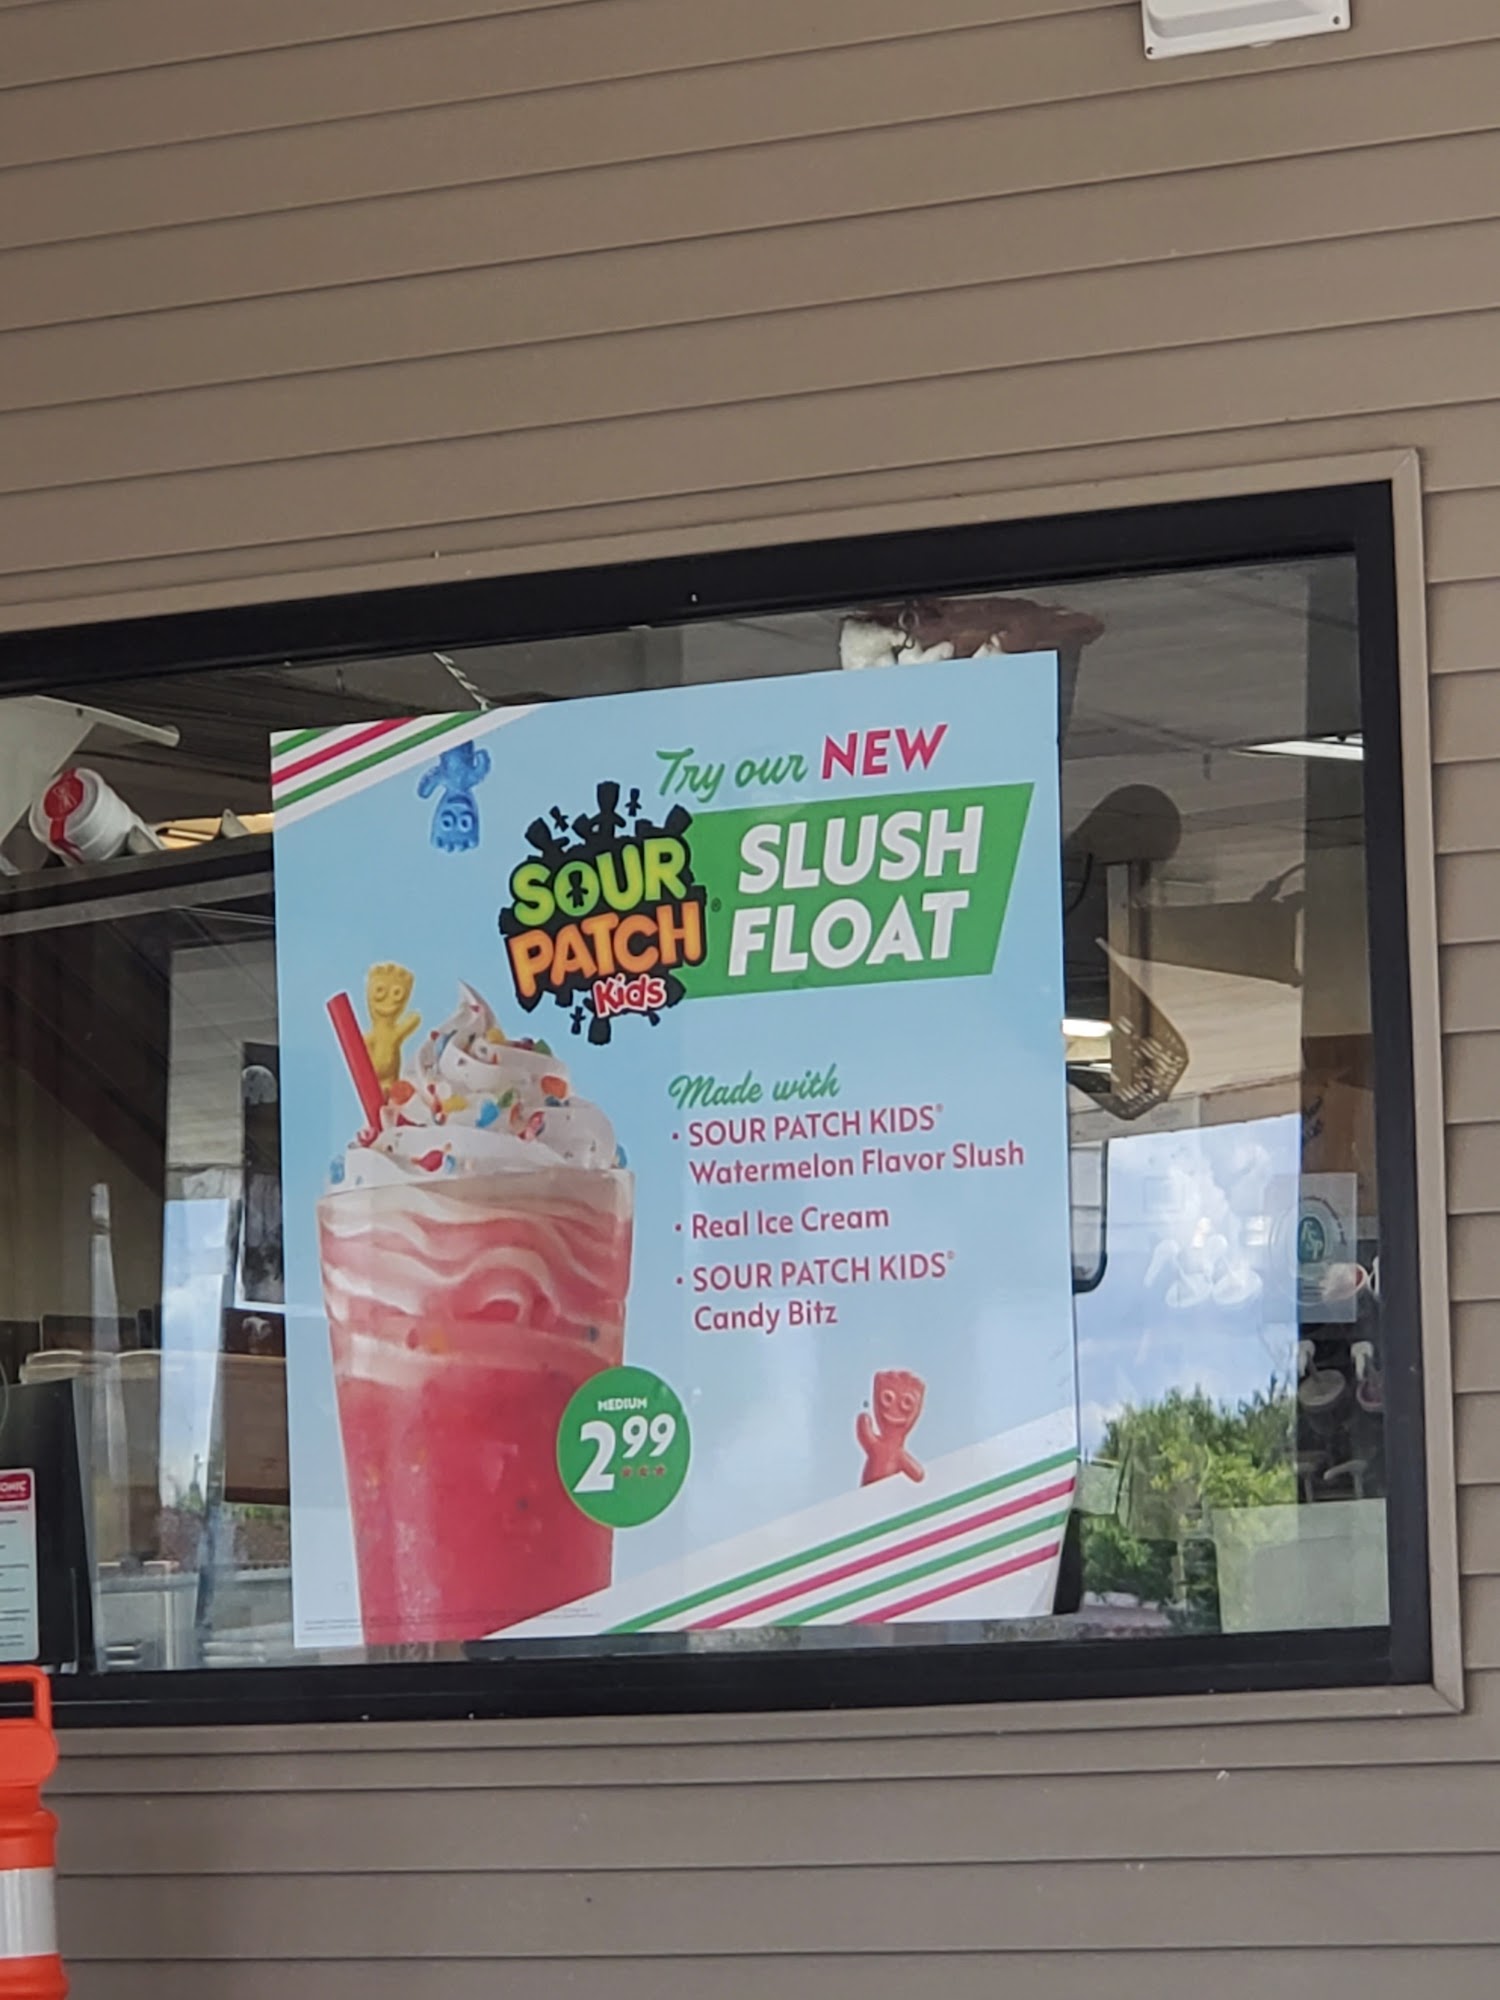 Try our NEW
SOUR
PATCH
Kids®
SLUSH
FLOAT
Made with
· SOUR PATCH KIDS®
Watermelon Flavor Slush
· Real Ice Cream
· SOUR PATCH KIDS®
Candy Bitz
MEDIUM
2.99